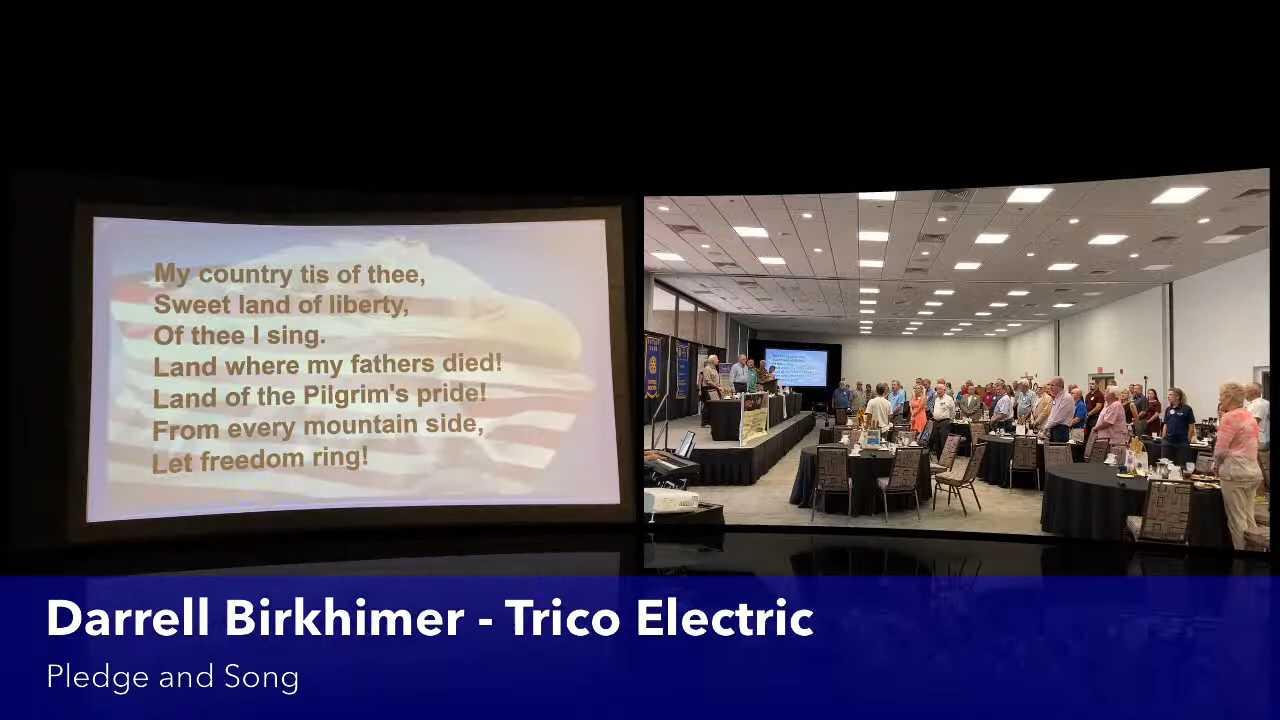 My country tis of thee,
Sweet land of liberty,
Of thee I sing.
Land where my fathers died!
Land of the Pilgrim's pride!
From every mountain side,
Let freedom ring!
Darrell Birkhimer - Trico Electric
Pledge and Song